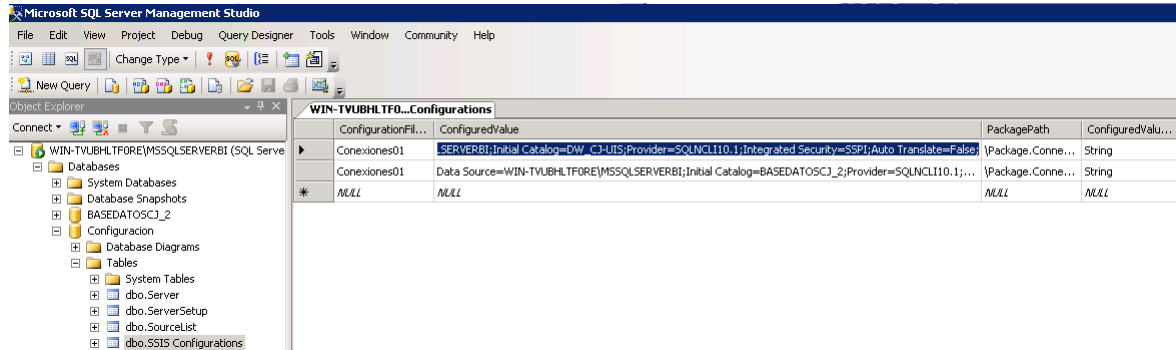 Microsoft SQL Server Management Studio
File Edit View Project Debug Query Designer Tools Window Community Help
Change Type
New Query
Object Explorer
WIN-TVUBHLTF0...Configurations
Connect
ConfigurationFil... ConfiguredValue PackagePath ConfiguredValu...
WIN-TVUBHLTF0RE\MSSQLSERVERBI (SQL Serve
Conexiones01 .SERVERBI;Initial Catalog=DW_CJ-UIS;Provider=SQLNCLI10.1;Integrated Security=SSPI;Auto Translate=False; \Package.Conne... String
Databases
Conexiones01 Data Source=WIN-TVUBHLTF0RE\MSSQLSERVERBI;Initial Catalog=BASEDATOSCJ_2;Provider=SQLNCLI10.1;... \Package.Conne... String
System Databases
NULL NULL NULL NULL
Database Snapshots
BASEDATOSCJ_2
Configuracion
Database Diagrams
Tables
System Tables
dbo.Server
dbo.ServerSetup
dbo.SourceList
dbo.SSIS Configurations